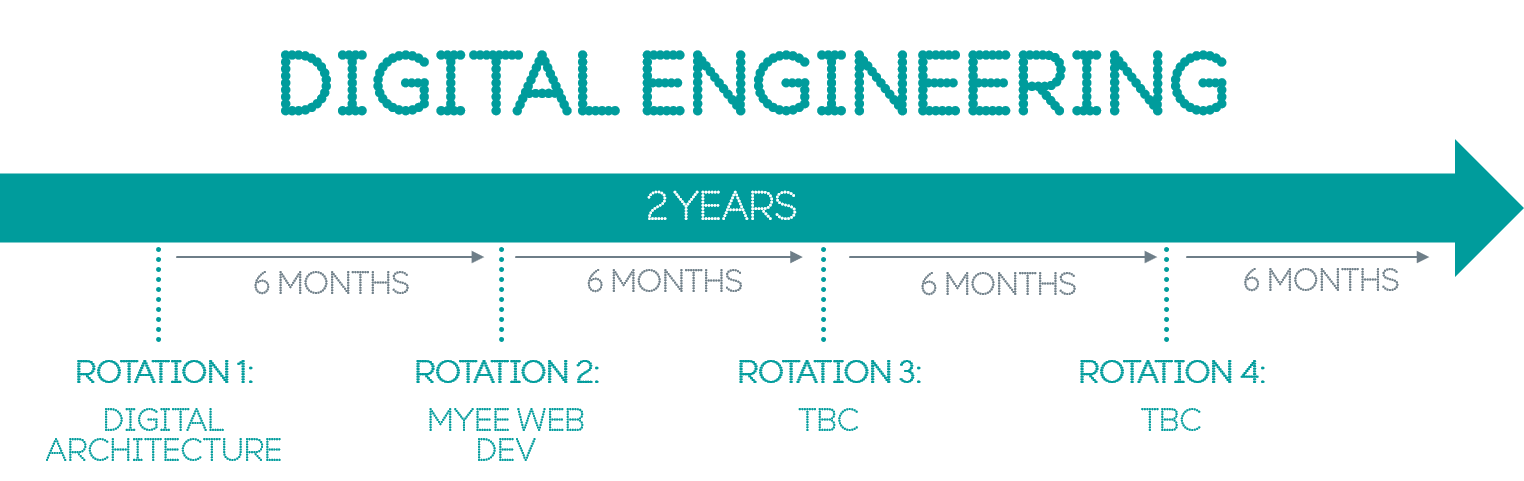 DIGITAL ENGINEERING
2 YEARS
6 MONTHS
6 MONTHS
6 MONTHS
6 MONTHS
ROTATION 1:
DIGITAL
ARCHITECTURE
ROTATION 2:
MYEE WEB
DEV
ROTATION 3:
TBC
ROTATION 4:
TBC